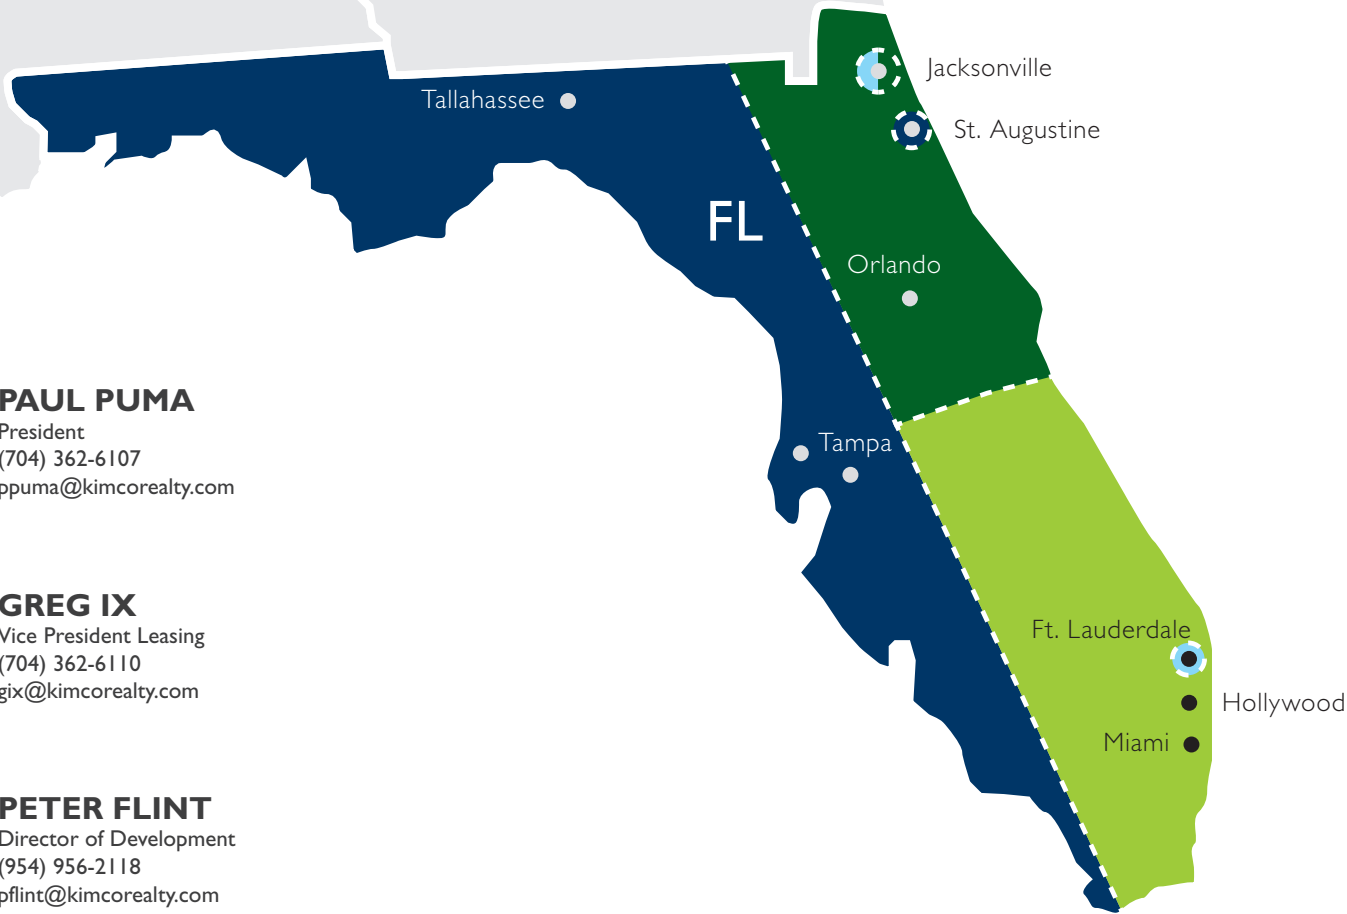 Jacksonville
Tallahassee
St. Augustine
FL
Orlando
PAUL PUMA
President
(704) 362-6107
ppuma@kimcorealty.com
Tampa
GREG IX
Vice President Leasing
(704) 362-6110
gix@kimcorealty.com
Ft. Lauderdale
Hollywood
Miami
PETER FLINT
Director of Development
(954) 956-2118
pflint@kimcorealty.com